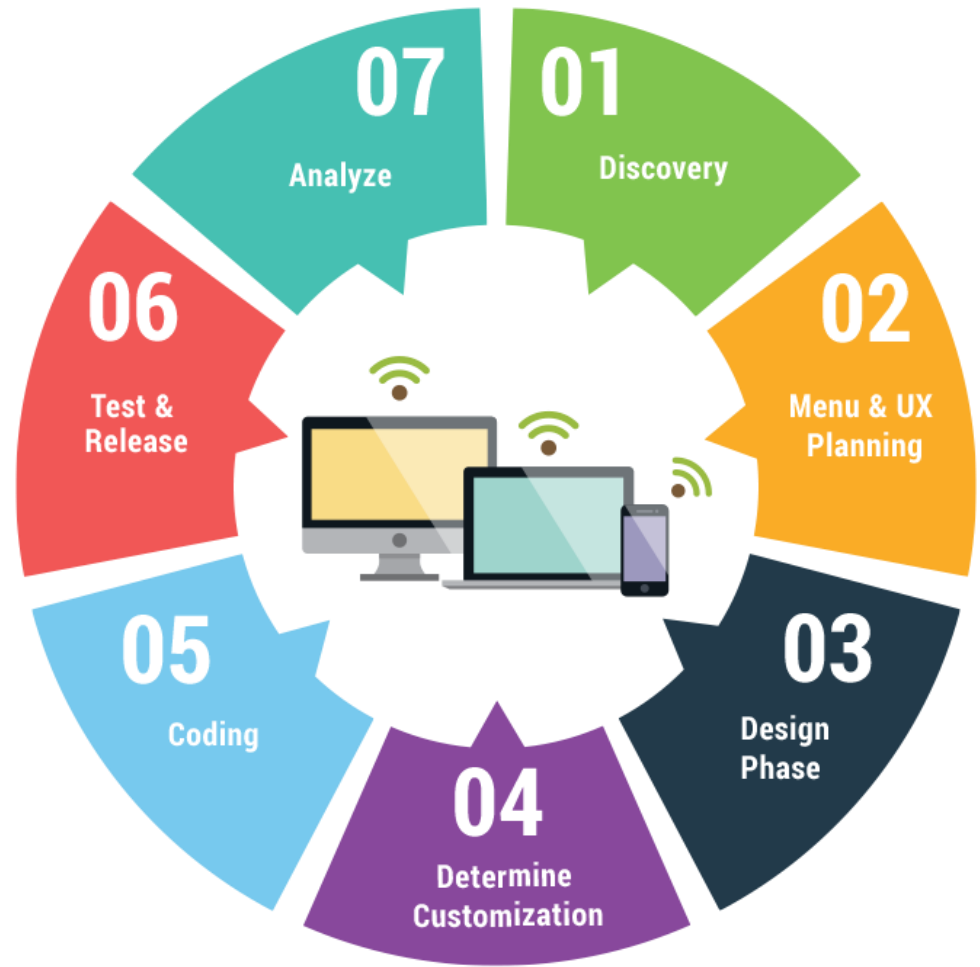 01
Discovery
02
Menu & UX
Planning
03
Design
Phase
04
Determine
Customization
05
Coding
06
Test &
Release
07
Analyze